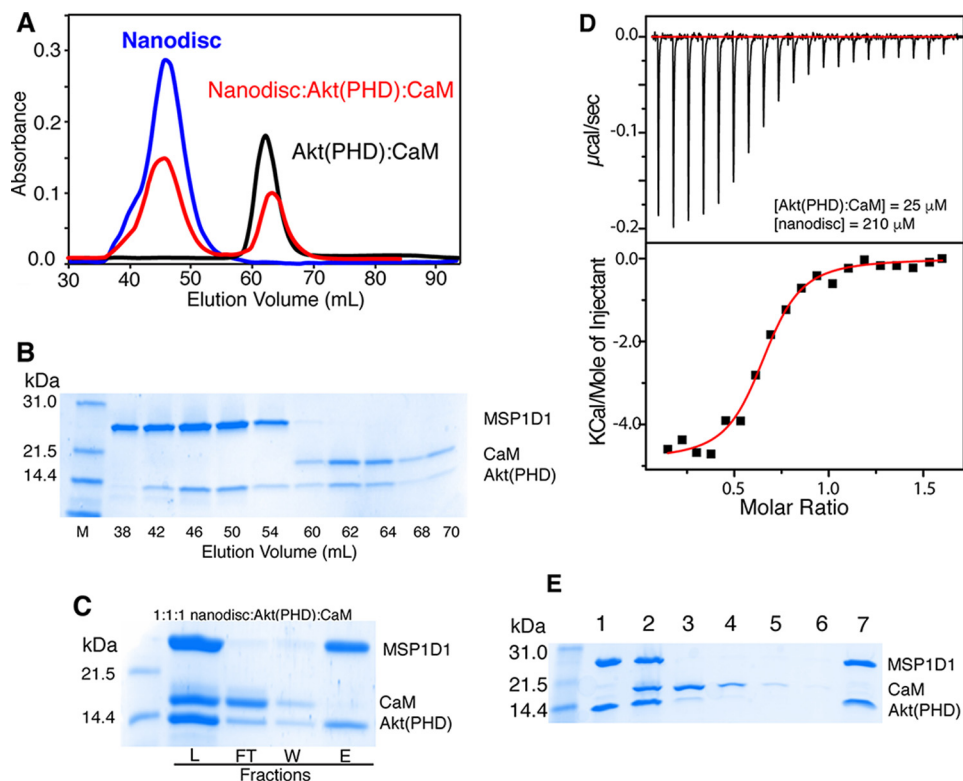 A
Nanodisc
Nanodisc:Akt(PHD):CaM
Akt(PHD):CaM
Absorbance
0.3
0.2
0.1
0.0
30 40 50 60 70 80 90
Elution Volume (mL)
B
kDa
31.0
21.5
14.4
MSP1D1
CaM
Akt(PHD)
M 38 42 46 50 54 60 62 64 68 70
Elution Volume (mL)
C
1:1:1 nanodisc:Akt(PHD):CaM
kDa
21.5
14.4
MSP1D1
CaM
Akt(PHD)
L FT W E
Fractions
D
0.0
-0.1
-0.2
µcal/sec
[Akt(PHD):CaM] = 25 µM
[nanodisc] = 210 µM
0.0
-2.0
-4.0
KCal/Mole of Injectant
0.5 1.0 1.5
Molar Ratio
E
kDa
1 2 3 4 5 6 7
31.0
21.5
14.4
MSP1D1
CaM
Akt(PHD)